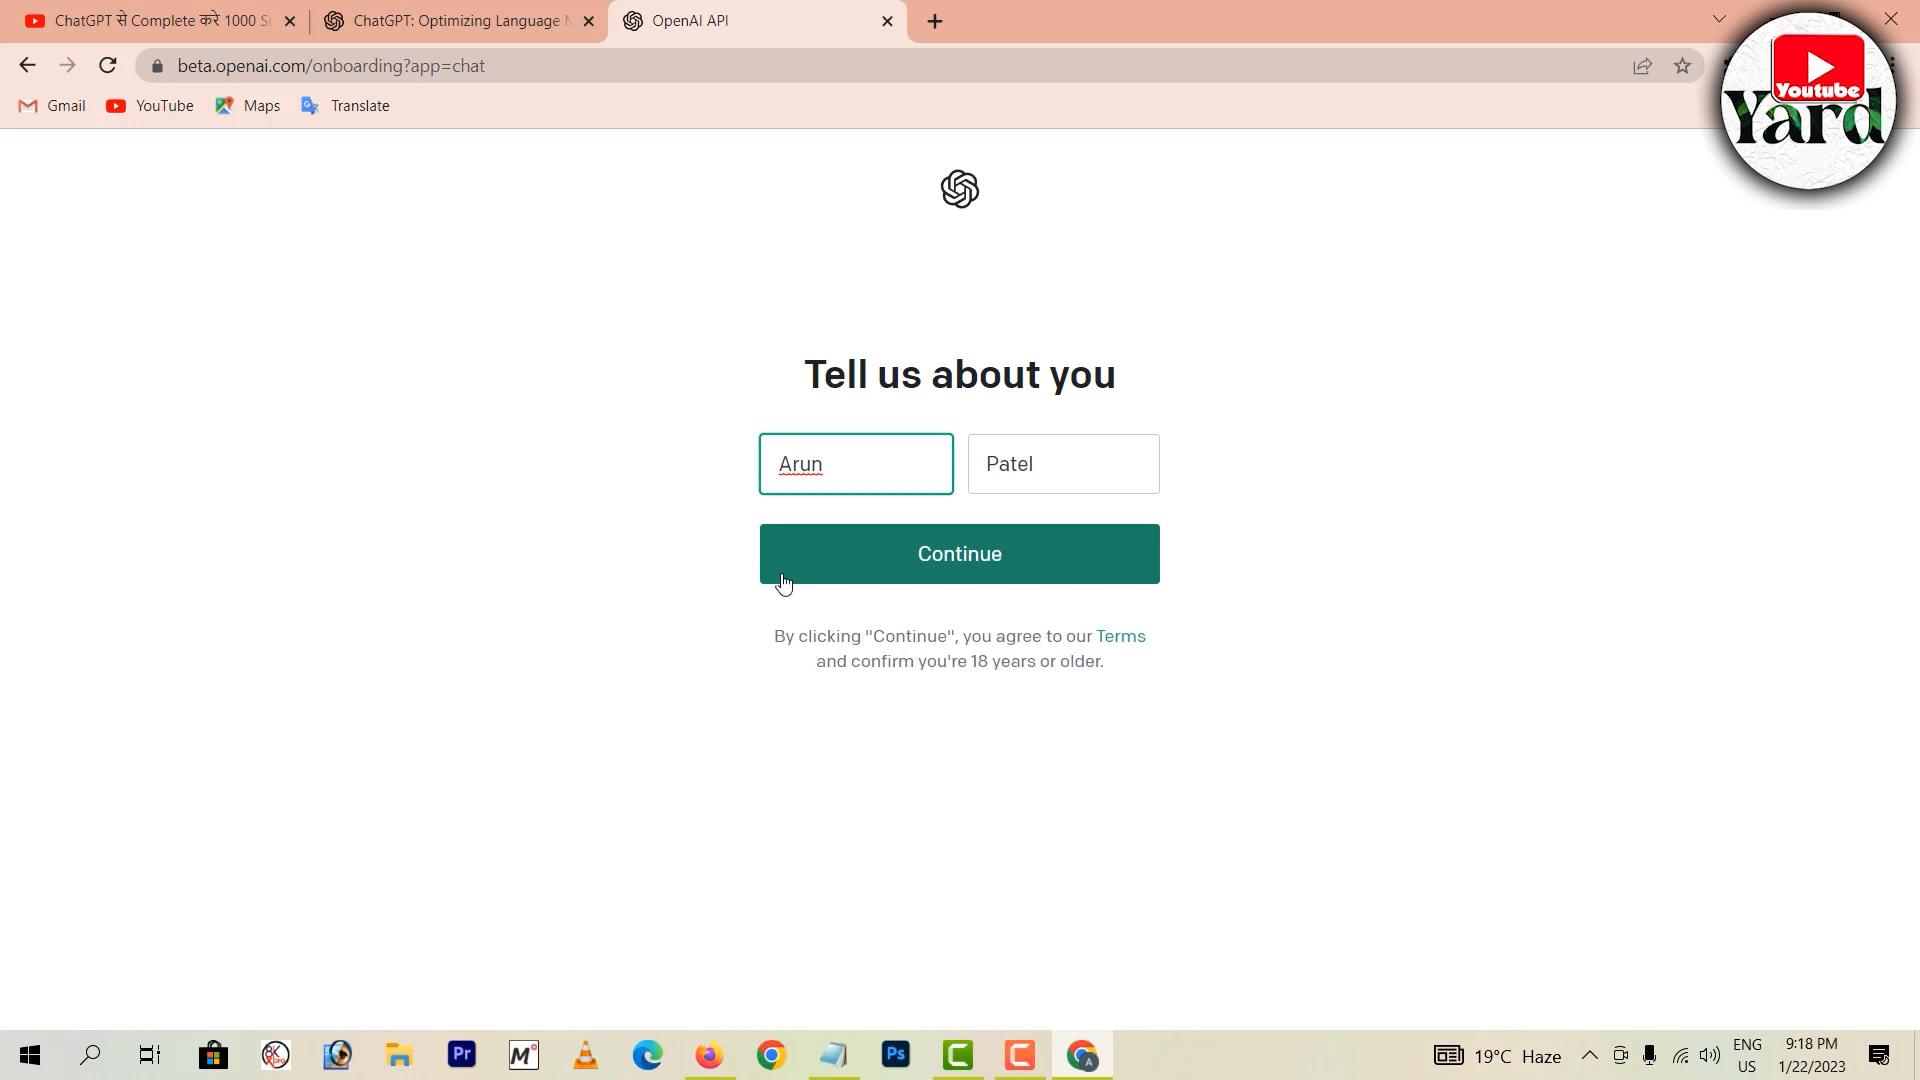 ChatGPT से Complete करे 1000 S
ChatGPT: Optimizing Language
OpenAI API
beta.openai.com/onboarding?app=chat
Gmail
YouTube
Maps
Translate
Youtube
Yard
Tell us about you
Arun
Patel
Continue
By clicking "Continue", you agree to our Terms
and confirm you're 18 years or older.
Pr
Ps
19°C Haze
ENG
US
9:18 PM
1/22/2023